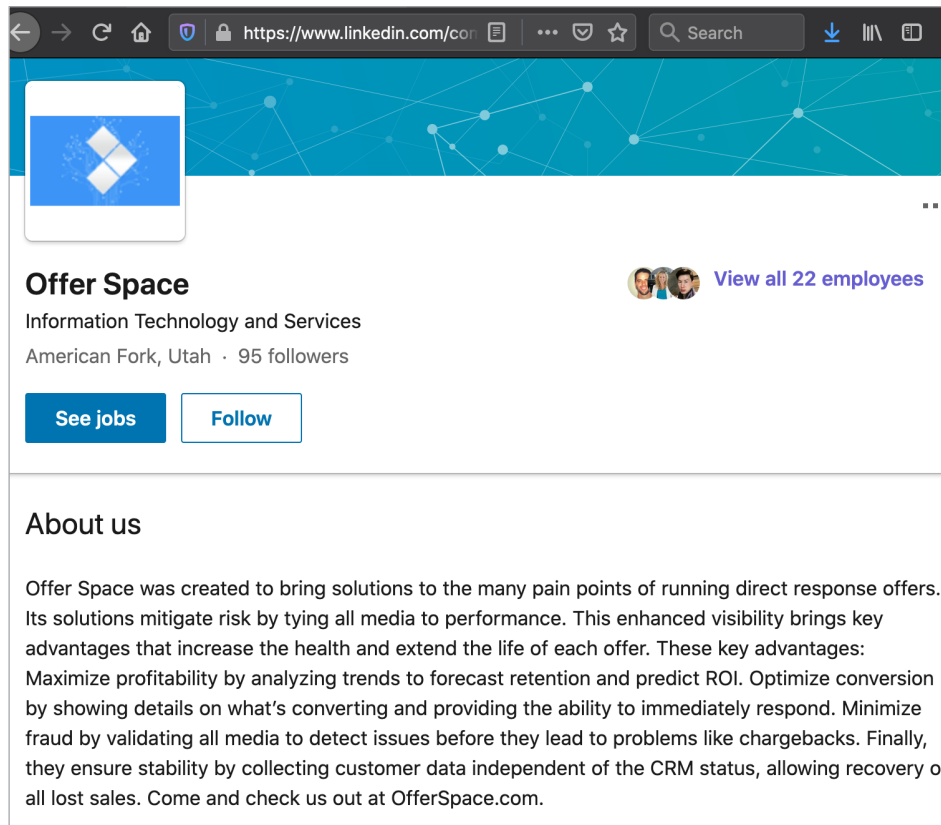 https://www.linkedin.com/con
Search
Offer Space
View all 22 employees
Information Technology and Services
American Fork, Utah · 95 followers
See jobs
Follow
About us
Offer Space was created to bring solutions to the many pain points of running direct response offers.
Its solutions mitigate risk by tying all media to performance. This enhanced visibility brings key
advantages that increase the health and extend the life of each offer. These key advantages:
Maximize profitability by analyzing trends to forecast retention and predict ROI. Optimize conversion
by showing details on what’s converting and providing the ability to immediately respond. Minimize
fraud by validating all media to detect issues before they lead to problems like chargebacks. Finally,
they ensure stability by collecting customer data independent of the CRM status, allowing recovery o
all lost sales. Come and check us out at OfferSpace.com.